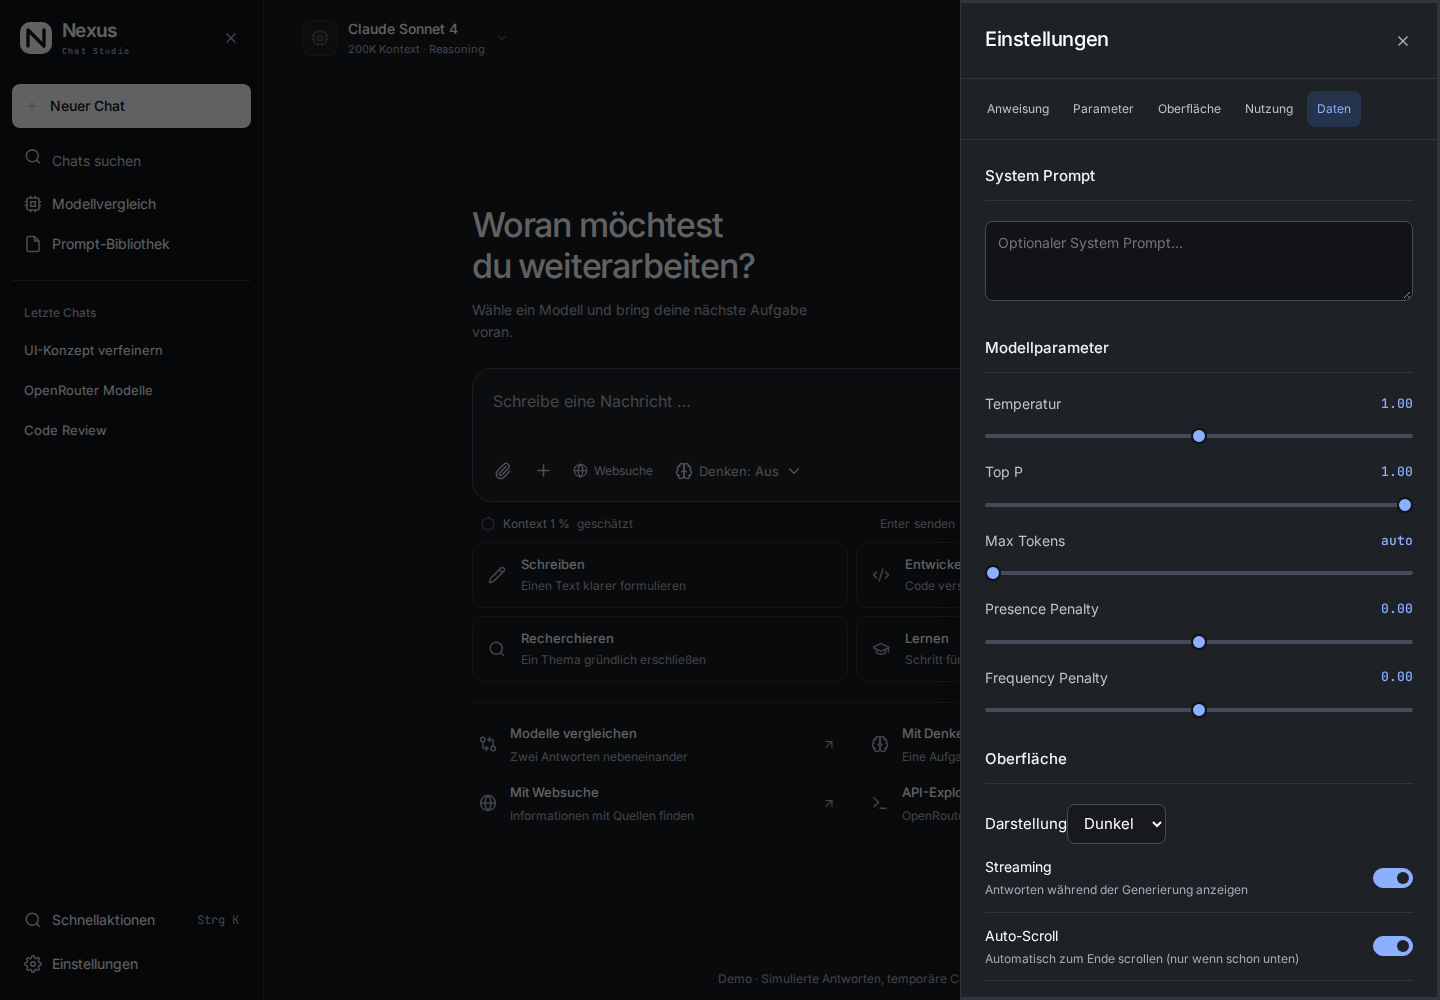 Nexus
Chat Studio
Neuer Chat
Chats suchen
Modellvergleich
Prompt-Bibliothek
Letzte Chats
UI-Konzept verfeinern
OpenRouter Modelle
Code Review
Schnellaktionen Strg K
Einstellungen
Claude Sonnet 4
200K Kontext · Reasoning
Woran möchtest
du weiterarbeiten?
Wähle ein Modell und bring deine nächste Aufgabe
voran.
Schreibe eine Nachricht ...
Websuche Denken: Aus
Kontext 1 % geschätzt Enter senden
Schreiben
Einen Text klarer formulieren
Entwicke
Code vers
Recherchieren
Ein Thema gründlich erschließen
Lernen
Schritt für
Modelle vergleichen
Zwei Antworten nebeneinander
Mit Denke
Eine Aufga
Mit Websuche
Informationen mit Quellen finden
API-Explo
OpenRoute
Demo · Simulierte Antworten, temporäre C
Einstellungen
Anweisung Parameter Oberfläche Nutzung Daten
System Prompt
Optionaler System Prompt...
Modellparameter
Temperatur 1.00
Top P 1.00
Max Tokens auto
Presence Penalty 0.00
Frequency Penalty 0.00
Oberfläche
Darstellung Dunkel
Streaming
Antworten während der Generierung anzeigen
Auto-Scroll
Automatisch zum Ende scrollen (nur wenn schon unten)